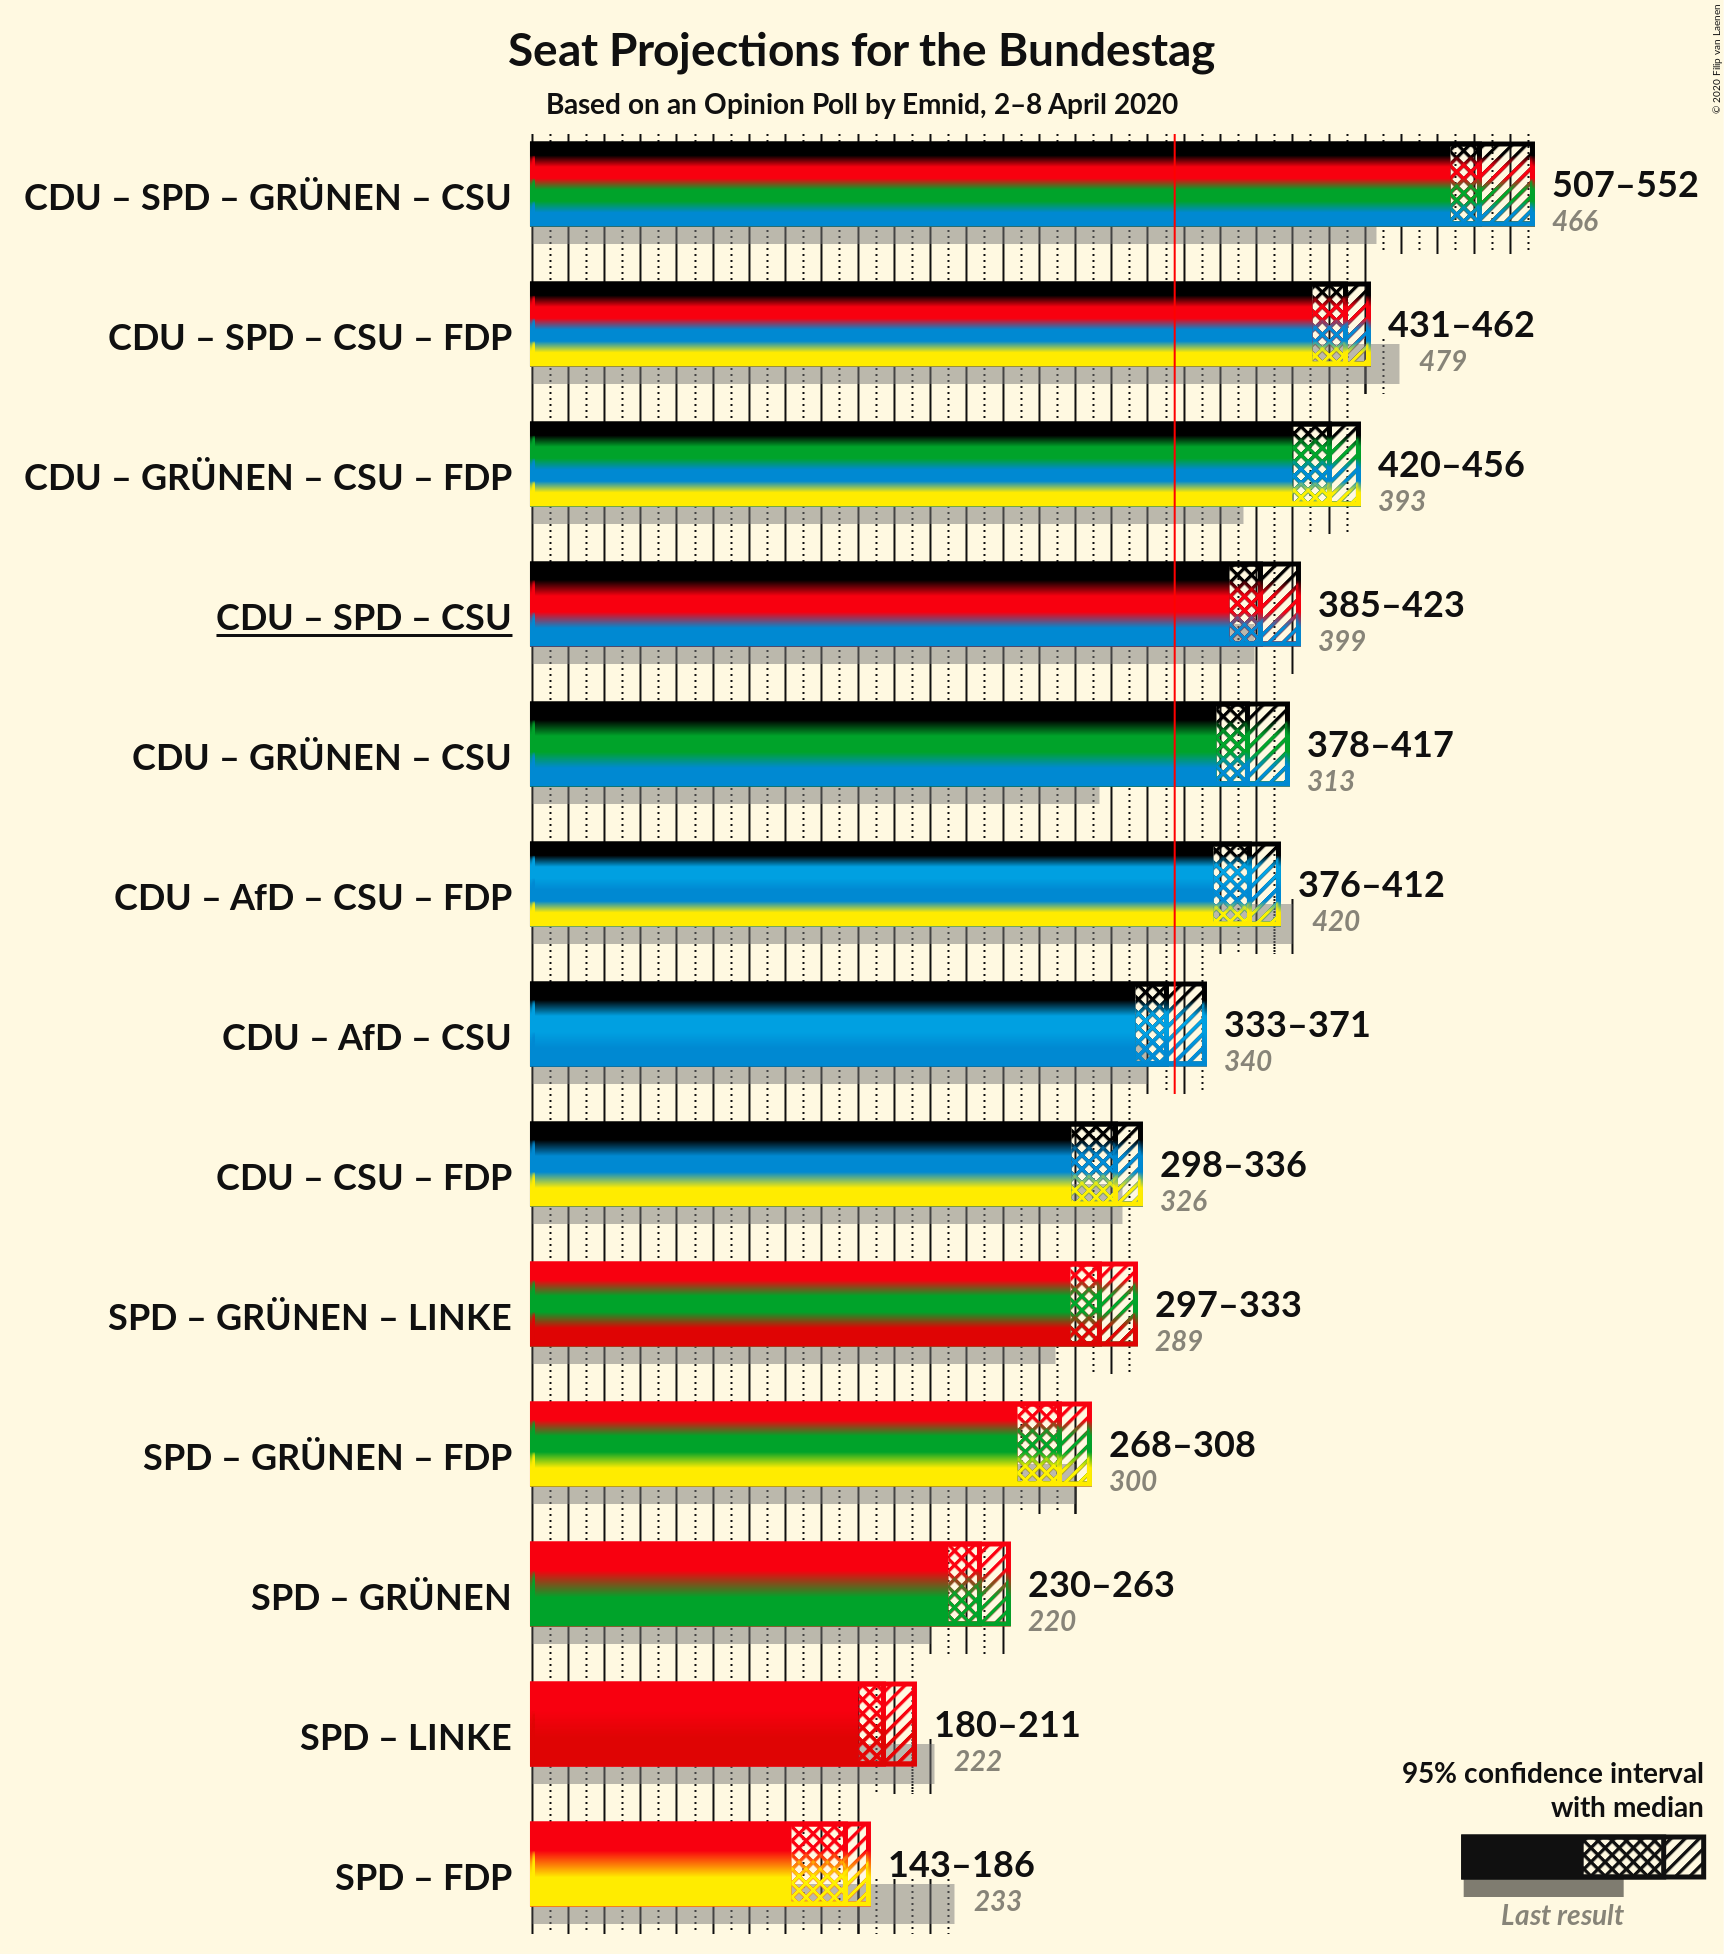 Seat Projections for the Bundestag
Based on an Opinion Poll by Emnid, 2–8 April 2020
© 2020 Filip van Laenen
CDU – SPD – GRÜNEN – CSU
507–552
466
CDU – SPD – CSU – FDP
431–462
479
CDU – GRÜNEN – CSU – FDP
420–456
393
CDU – SPD – CSU
385–423
399
CDU – GRÜNEN – CSU
378–417
313
CDU – AfD – CSU – FDP
376–412
420
CDU – AfD – CSU
333–371
340
CDU – CSU – FDP
298–336
326
SPD – GRÜNEN – LINKE
297–333
289
SPD – GRÜNEN – FDP
268–308
300
SPD – GRÜNEN
230–263
220
SPD – LINKE
180–211
222
SPD – FDP
143–186
233
95% confidence interval
with median
Last result